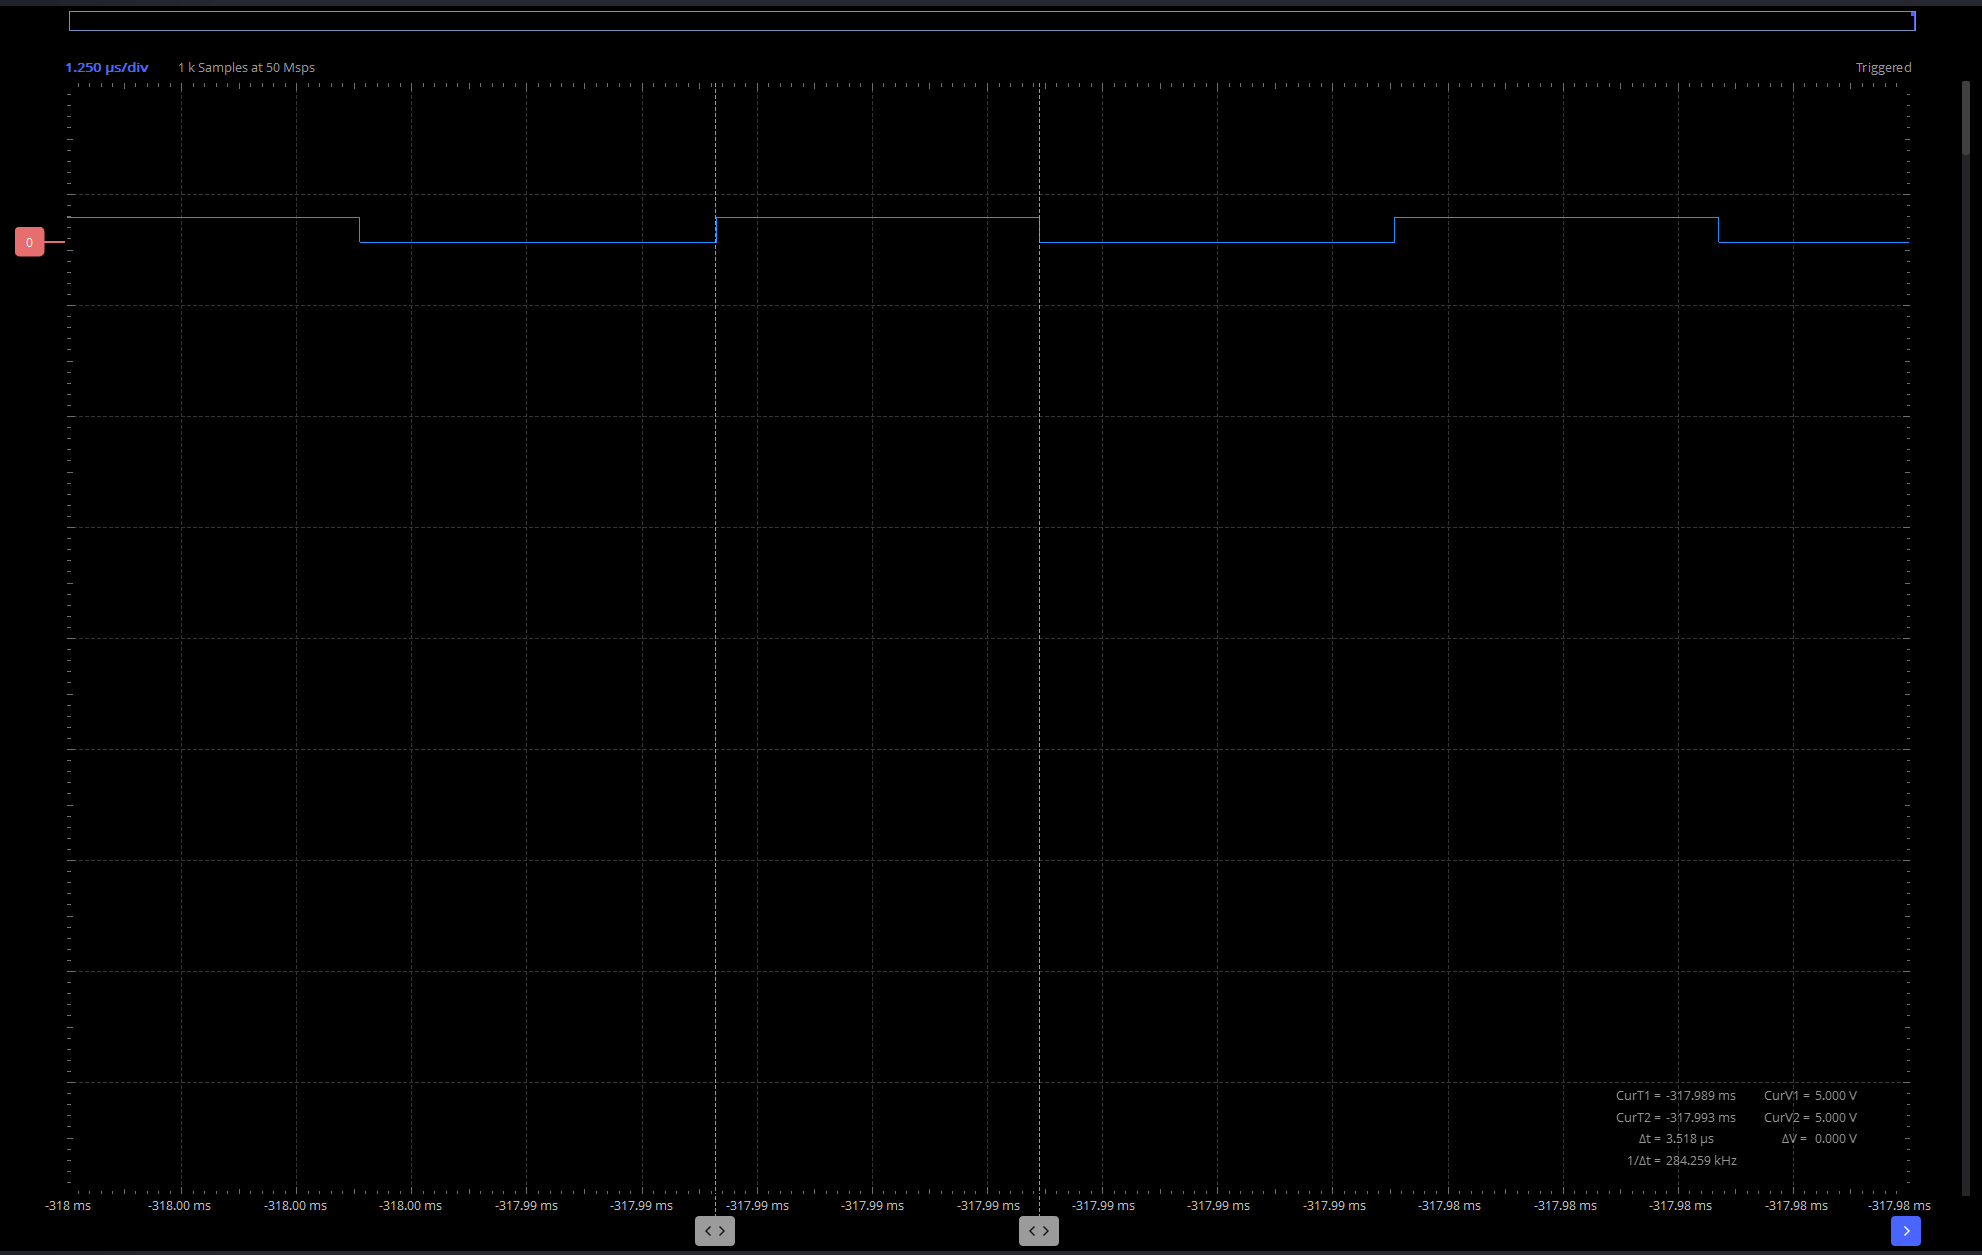 1.250 µs/div 1 k Samples at 50 Msps Triggered
0
CurT1 = -317.989 ms CurV1 = 5.000 V
CurT2 = -317.993 ms CurV2 = 5.000 V
Δt = 3.518 µs ΔV = 0.000 V
1/Δt = 284.259 kHz
-318 ms -318.00 ms -318.00 ms -318.00 ms -317.99 ms -317.99 ms -317.99 ms -317.99 ms -317.99 ms -317.99 ms -317.99 ms -317.99 ms -317.98 ms -317.98 ms -317.98 ms -317.98 ms -317.98 ms